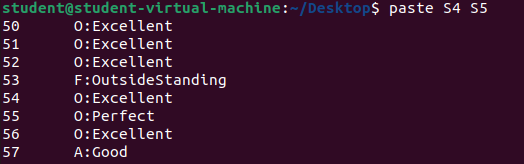 student@student-virtual-machine:~/Desktop$ paste S4 S5
50 O:Excellent
51 O:Excellent
52 O:Excellent
53 F:OutsideStanding
54 O:Excellent
55 O:Perfect
56 O:Excellent
57 A:Good